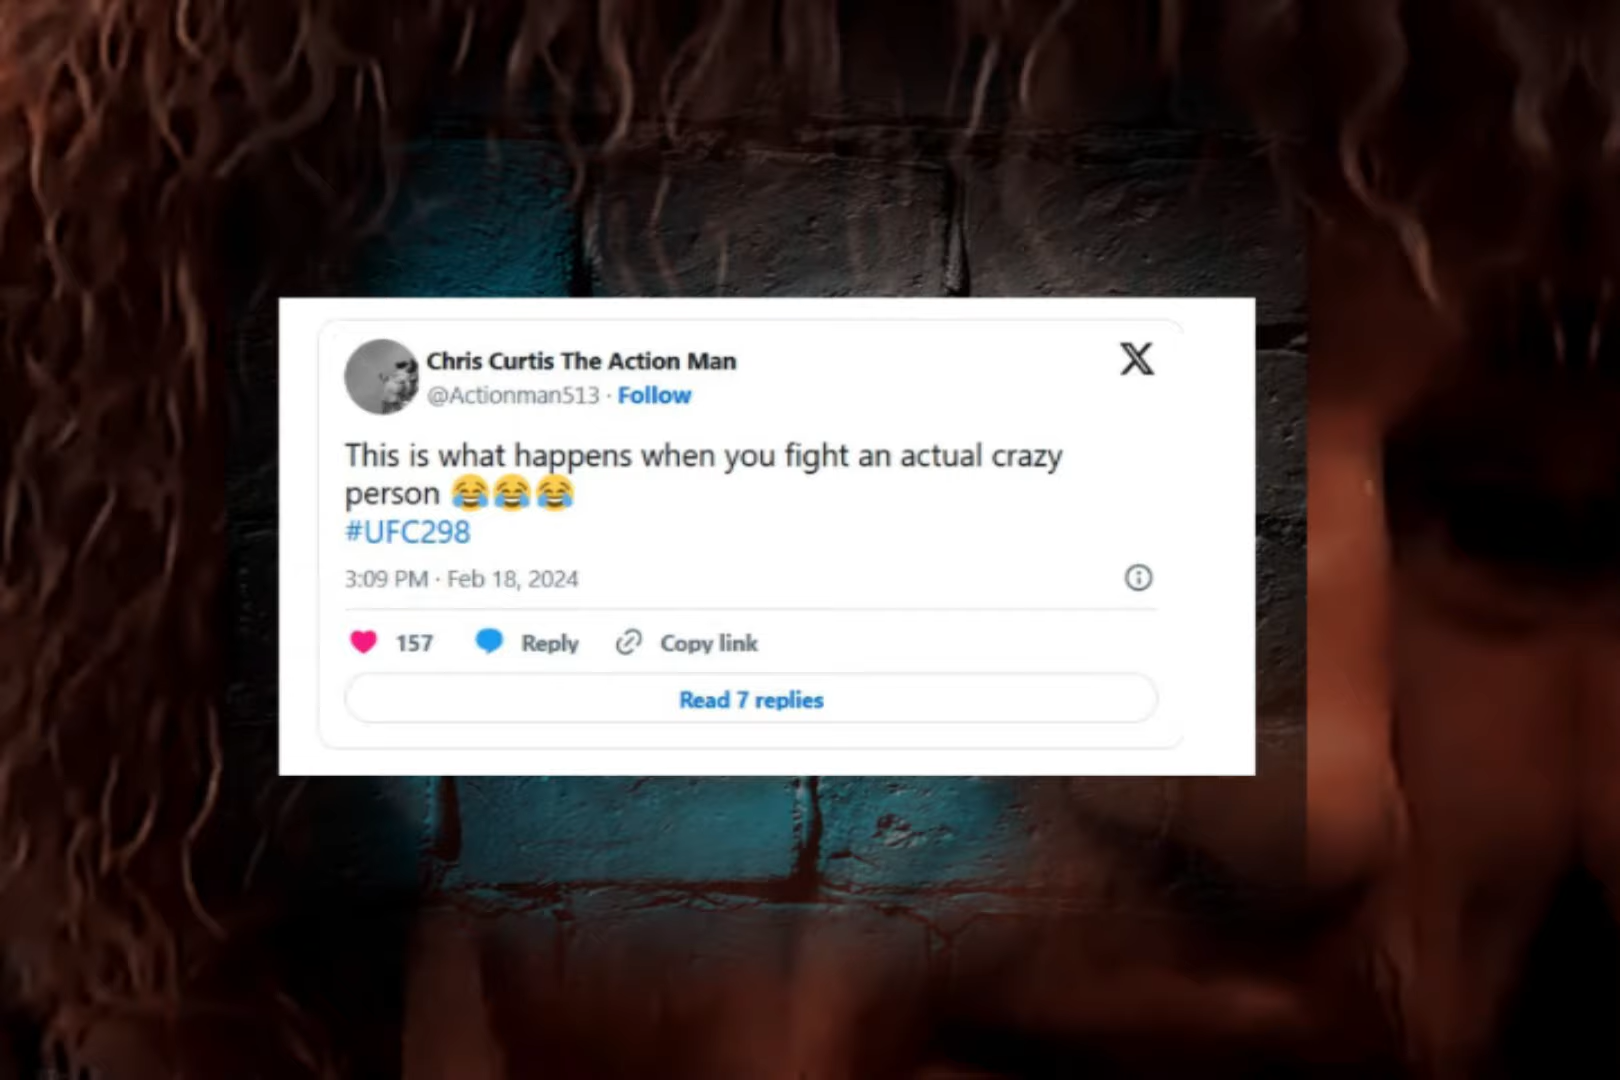 Chris Curtis The Action Man
@Actionman513 · Follow
This is what happens when you fight an actual crazy
person 😂😂😂
#UFC298
3:09 PM · Feb 18, 2024
157 Reply Copy link
Read 7 replies